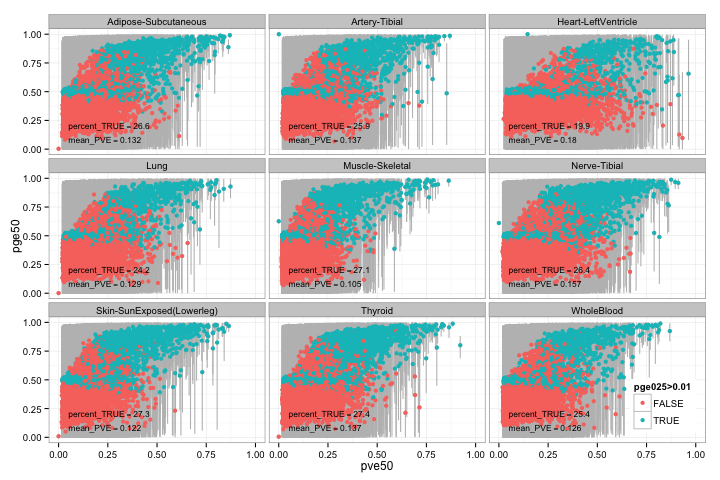 Adipose-Subcutaneous Artery-Tibial Heart-LeftVentricle
1.00
0.75
0.50
0.25
percent_TRUE = 26.6 percent_TRUE = 25.9 percent_TRUE = 19.9
mean_PVE = 0.132 mean_PVE = 0.137 mean_PVE = 0.18
0.00
Lung Muscle-Skeletal Nerve-Tibial
1.00
0.75
pge50
0.50
0.25
percent_TRUE = 24.2 percent_TRUE = 27.1 percent_TRUE = 26.4
mean_PVE = 0.129 mean_PVE = 0.105 mean_PVE = 0.157
0.00
Skin-SunExposed(Lowerleg) Thyroid WholeBlood
1.00
0.75
0.50
pge025>0.01
FALSE
TRUE
0.25
percent_TRUE = 27.3 percent_TRUE = 27.4 percent_TRUE = 25.4
mean_PVE = 0.122 mean_PVE = 0.137 mean_PVE = 0.126
0.00
0.00 0.25 0.50 0.75 1.00 0.00 0.25 0.50 0.75 1.00 0.00 0.25 0.50 0.75 1.00
pve50